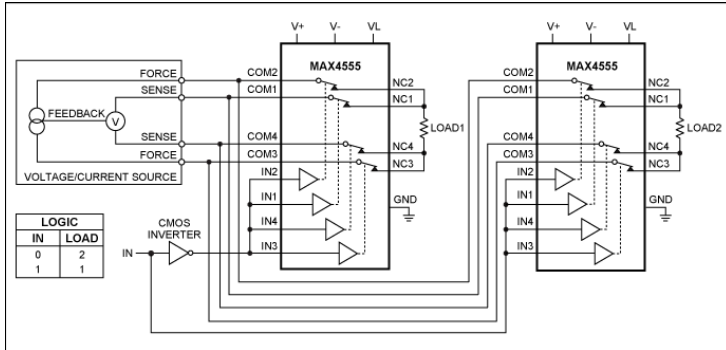 V+ V- VL
MAX4555
FORCE
SENSE
FEEDBACK
V
SENSE
FORCE
VOLTAGE/CURRENT SOURCE
COM2
COM1
COM4
COM3
IN2
IN1
IN4
IN3
NC2
NC1
LOAD1
NC4
NC3
GND
V+ V- VL
MAX4555
COM2
COM1
COM4
COM3
IN2
IN1
IN4
IN3
NC2
NC1
LOAD2
NC4
NC3
GND
LOGIC
IN LOAD
0 2
1 1
CMOS
INVERTER
IN